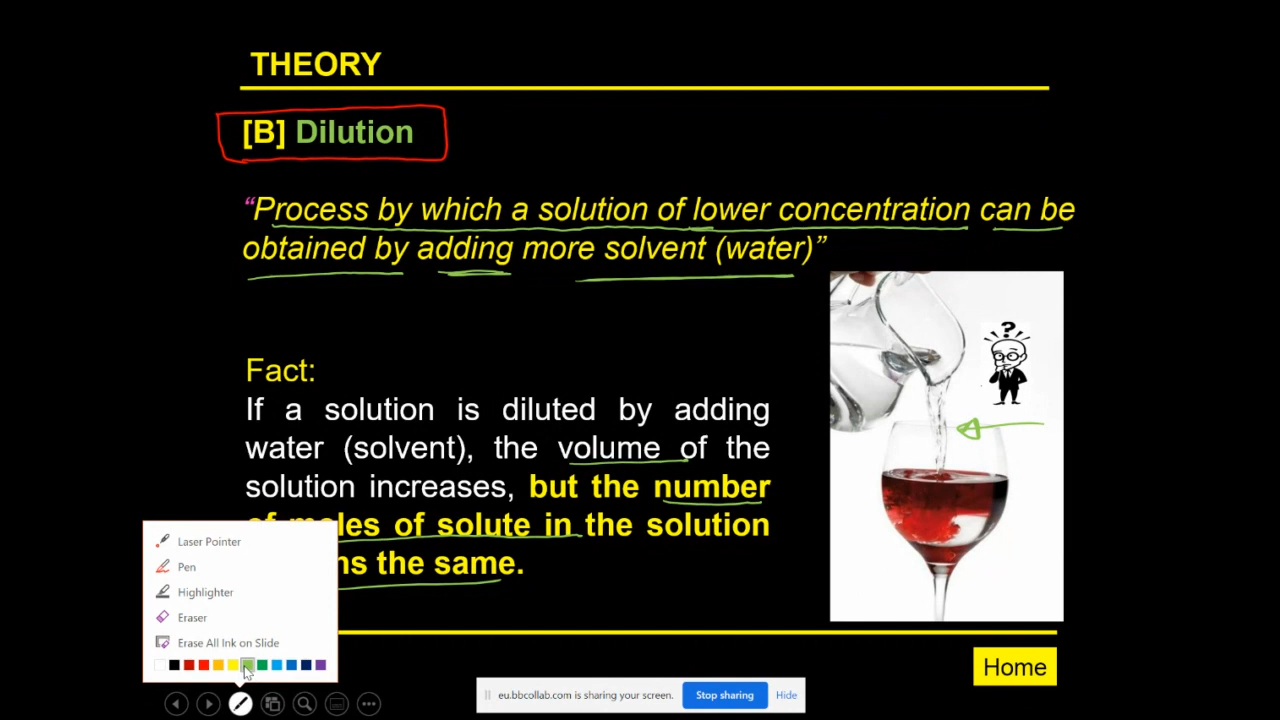 THEORY
[B] Dilution
“Process by which a solution of lower concentration can be
obtained by adding more solvent (water)”
?
Fact:
If a solution is diluted by adding
water (solvent), the volume of the
solution increases, but the number
of moles of solute in the solution
ns the same.
Laser Pointer
Pen
Highlighter
Eraser
Erase All Ink on Slide
Home
eu.bbcollab.com is sharing your screen.
Stop sharing
Hide